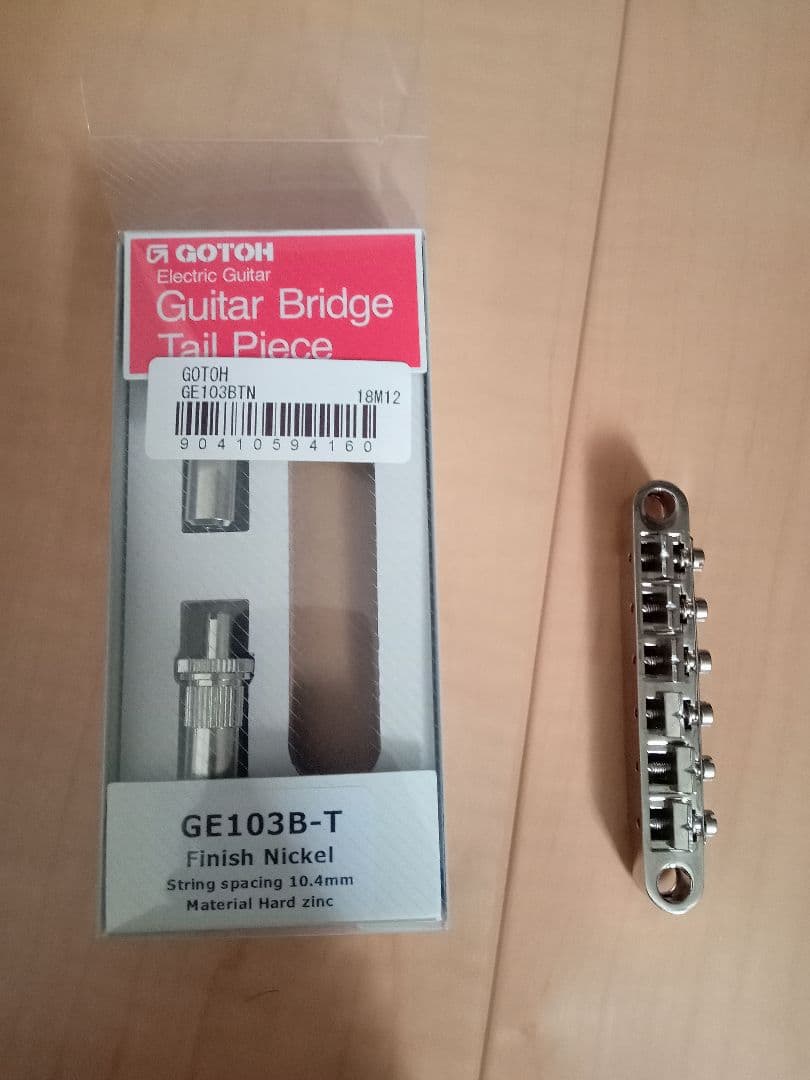 GOTOH
Electric Guitar
Guitar Bridge
Tail Piece
GOTOH
GE103BTN 18M12
90410594160
GE103B-T
Finish Nickel
String spacing 10.4mm
Material Hard zinc